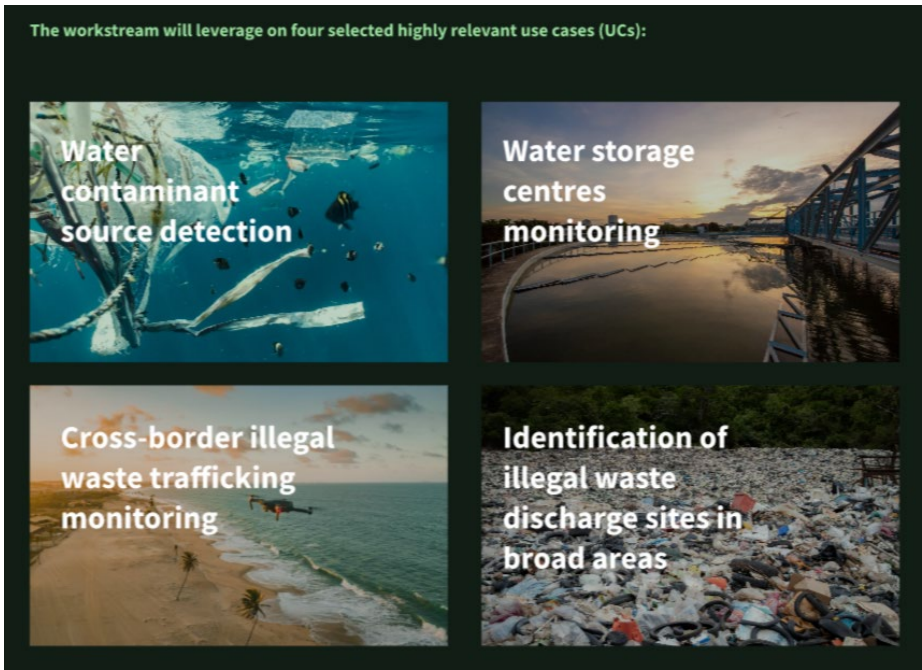 The workstream will leverage on four selected highly relevant use cases (UCs):
Water
contaminant
source detection
Water storage
centres
monitoring
Cross-border illegal
waste trafficking
monitoring
Identification of
illegal waste
discharge sites in
broad areas